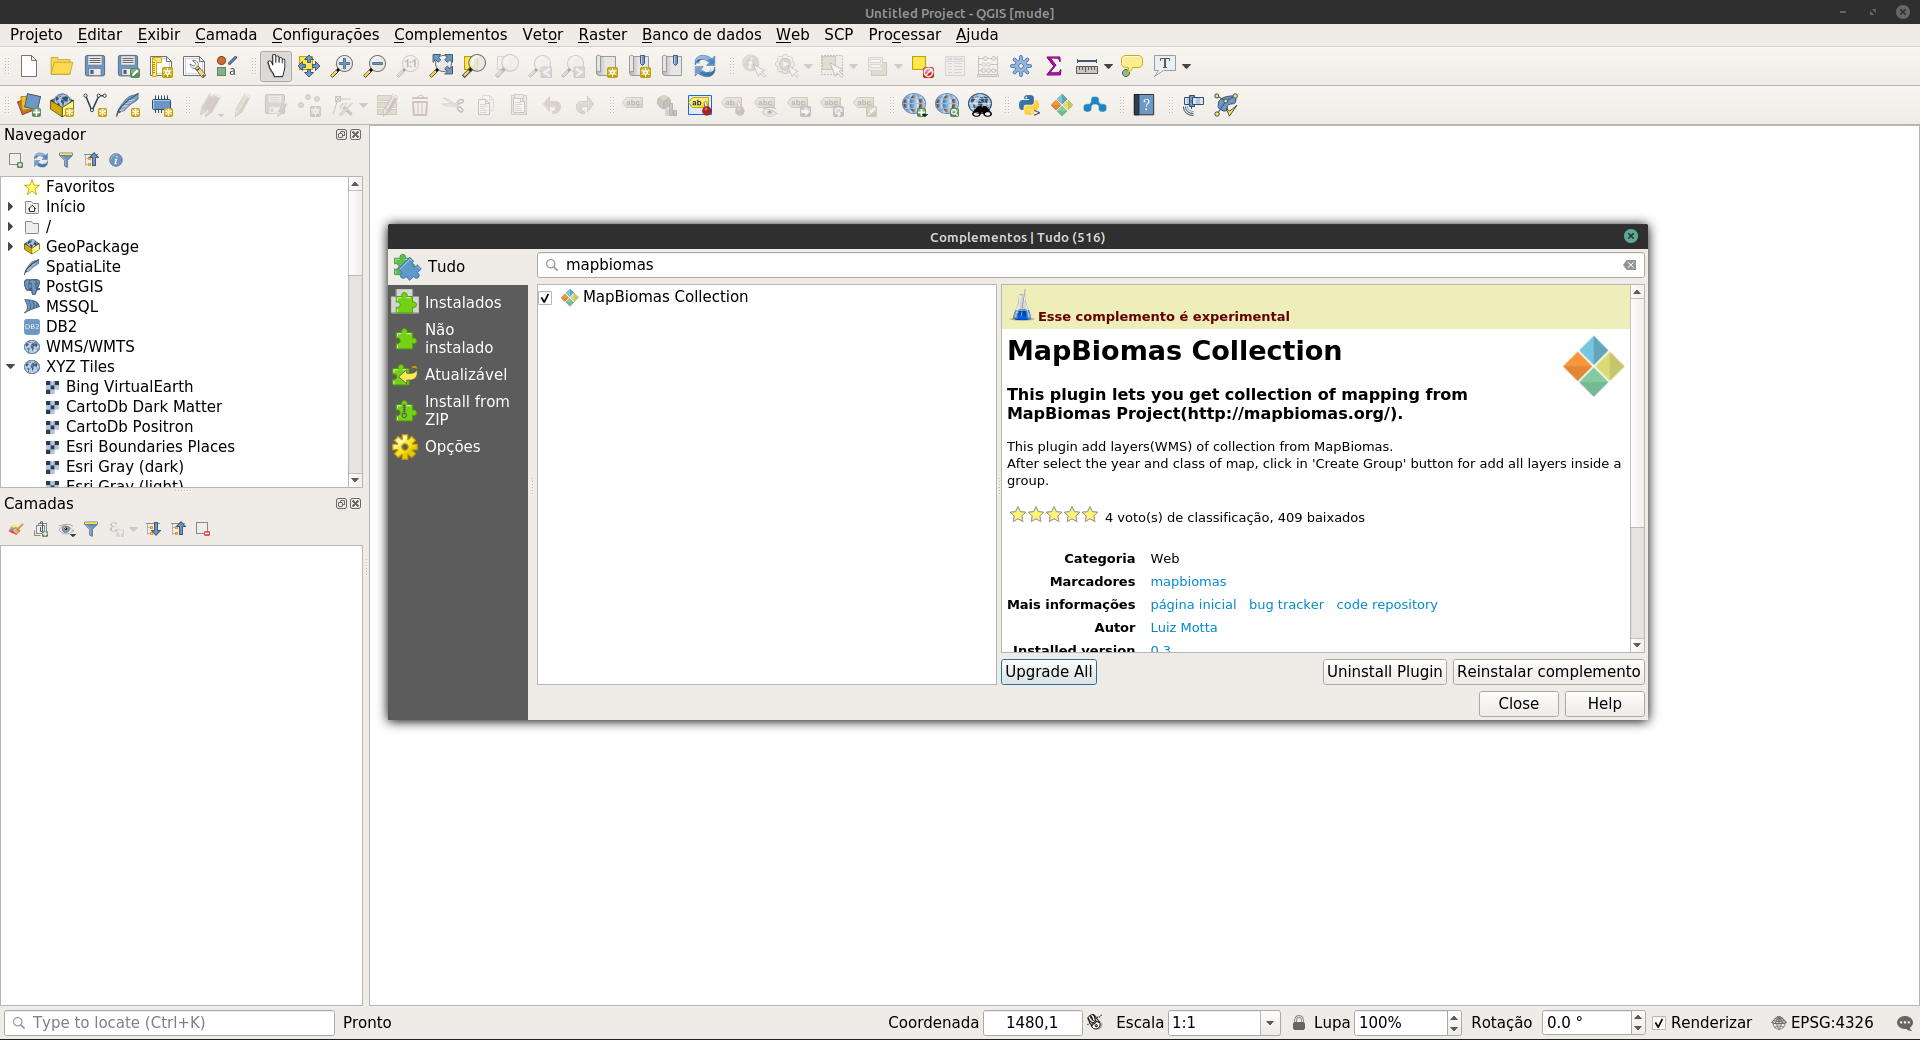 Untitled Project - QGIS [mude]
Projeto Editar Exibir Camada Configurações Complementos Vetor Raster Banco de dados Web SCP Processar Ajuda
Navegador
Favoritos
Início
/
GeoPackage
SpatiaLite
PostGIS
MSSQL
DB2
WMS/WMTS
XYZ Tiles
Bing VirtualEarth
CartoDb Dark Matter
CartoDb Positron
Esri Boundaries Places
Esri Gray (dark)
Esri Gray (light)
Camadas
Complementos | Tudo (516)
Tudo
Instalados
Não
instalado
Atualizável
Install from
ZIP
Opções
mapbiomas
MapBiomas Collection
Esse complemento é experimental
MapBiomas Collection
This plugin lets you get collection of mapping from
MapBiomas Project(http://mapbiomas.org/).
This plugin add layers(WMS) of collection from MapBiomas.
After select the year and class of map, click in 'Create Group' button for add all layers inside a
group.
4 voto(s) de classificação, 409 baixados
Categoria Web
Marcadores mapbiomas
Mais informações página inicial bug tracker code repository
Autor Luiz Motta
Installed version 0.3
Upgrade All Uninstall Plugin Reinstalar complemento
Close Help
Type to locate (Ctrl+K) Pronto Coordenada 1480,1 Escala 1:1 Lupa 100% Rotação 0.0 ° Renderizar EPSG:4326